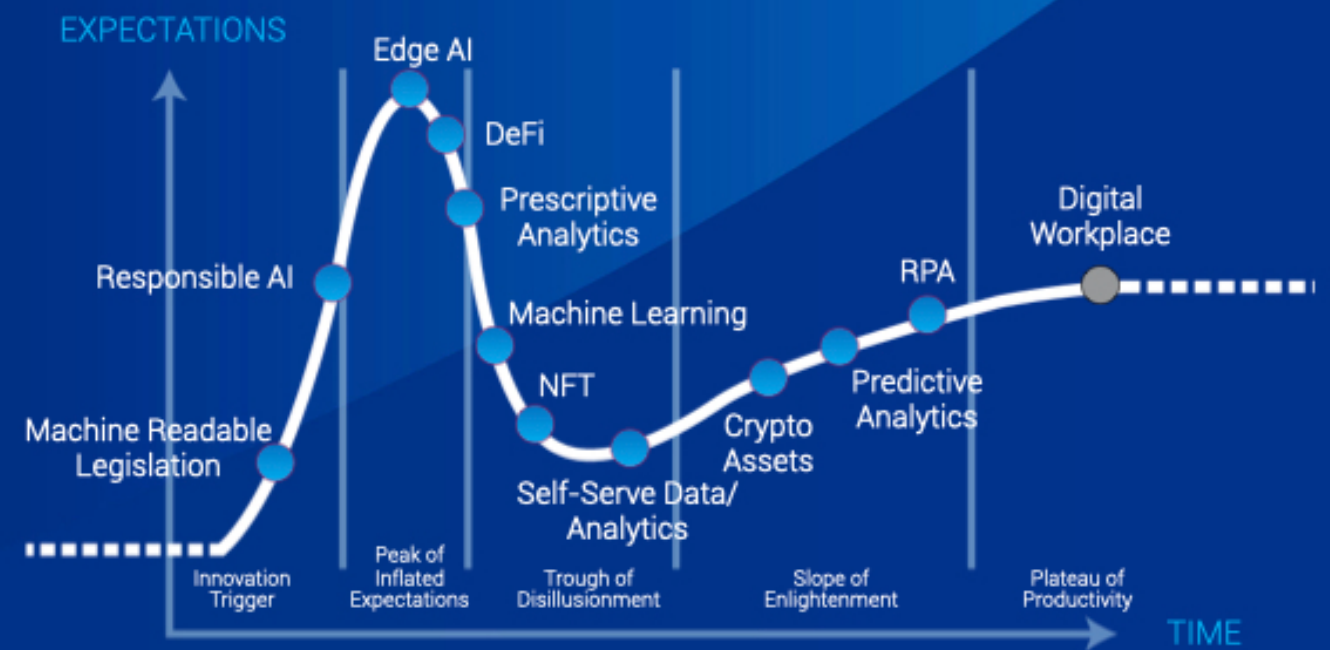 EXPECTATIONS
Edge AI
DeFi
Prescriptive
Analytics
Responsible AI
Machine Learning
NFT
Machine Readable
Legislation
Self-Serve Data/
Analytics
Crypto
Assets
Predictive
Analytics
RPA
Digital
Workplace
Innovation
Trigger
Peak of
Inflated
Expectations
Trough of
Disillusionment
Slope of
Enlightenment
Plateau of
Productivity
TIME